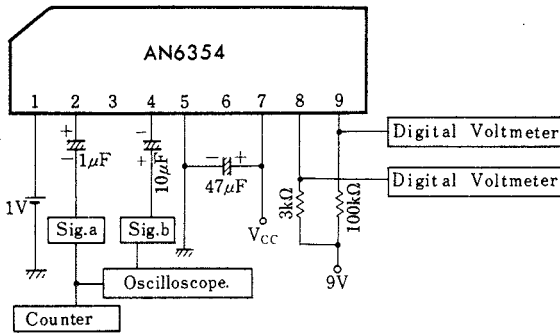 AN6354
1 2 3 4 5 6 7 8 9
+ − + − + −
Digital Voltmeter
1μF
10μF
47μF
Digital Voltmeter
3kΩ
100kΩ
1V
Sig.a
Sig.b
VCC
9V
Oscilloscope.
Counter